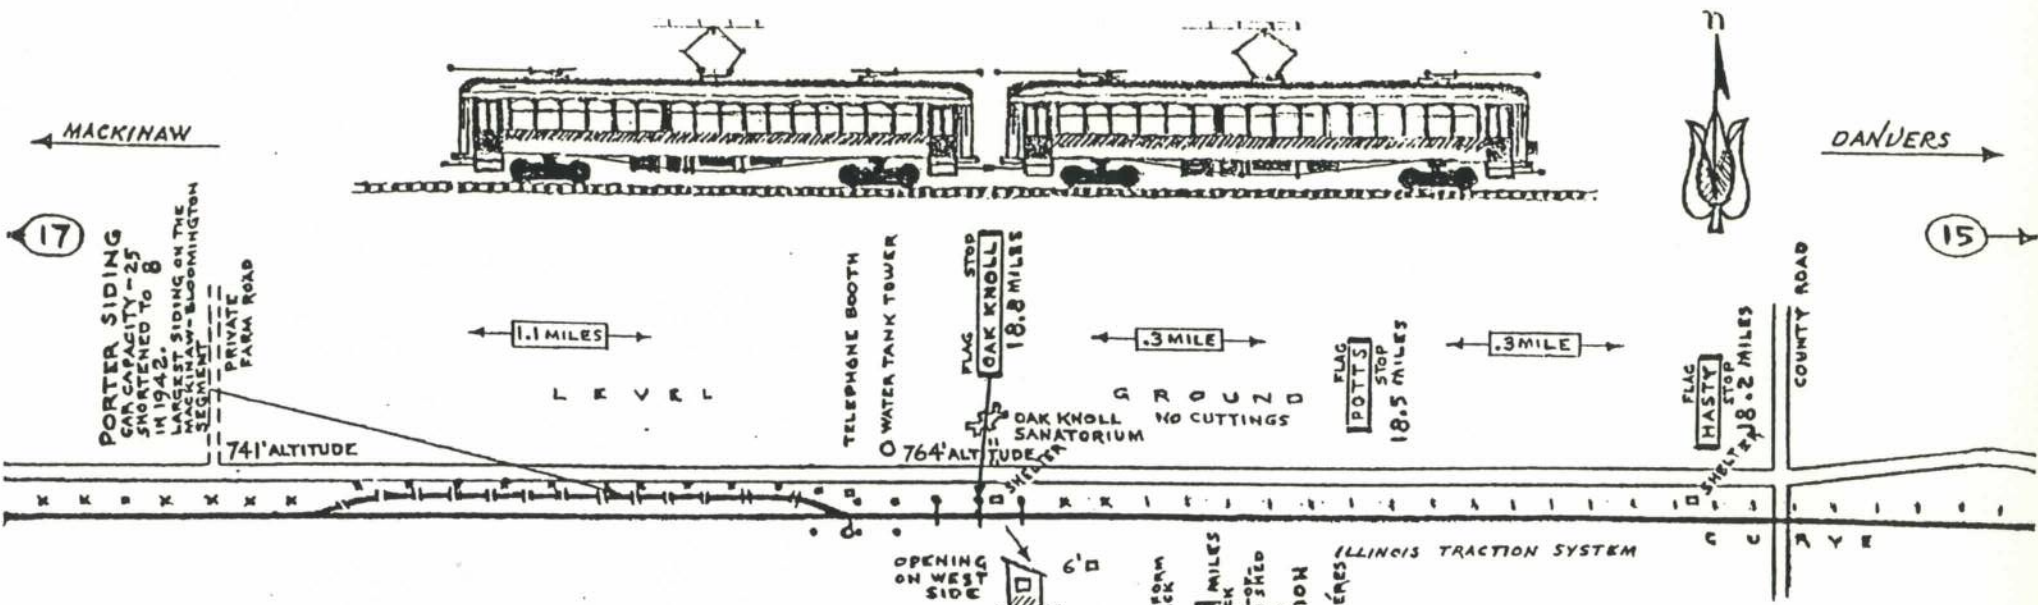 n
MACKINAW
DANVERS
17
15
PORTER SIDING
CAR CAPACITY - 25
SHORTENED TO 8
IN 1942.
LARGEST SIDING ON THE
MACKINAW-BLOOMINGTON
SEGMENT
PRIVATE
FARM ROAD
1.1 MILES
TELEPHONE BOOTH
WATER TANK TOWER
FLAG STOP
OAK KNOLL
18.8 MILES
.3 MILE
FLAG
POTTS
STOP
18.5 MILES
.3 MILE
FLAG
HASTY
STOP
18.2 MILES
COUNTY ROAD
LEVEL GROUND
NO CUTTINGS
OAK KNOLL
SANATORIUM
741' ALTITUDE
764' ALTITUDE
SHELTER
SHELTER
ILLINOIS TRACTION SYSTEM
CURVE
OPENING
ON WEST
SIDE
6'
FORM
MILES
SHED